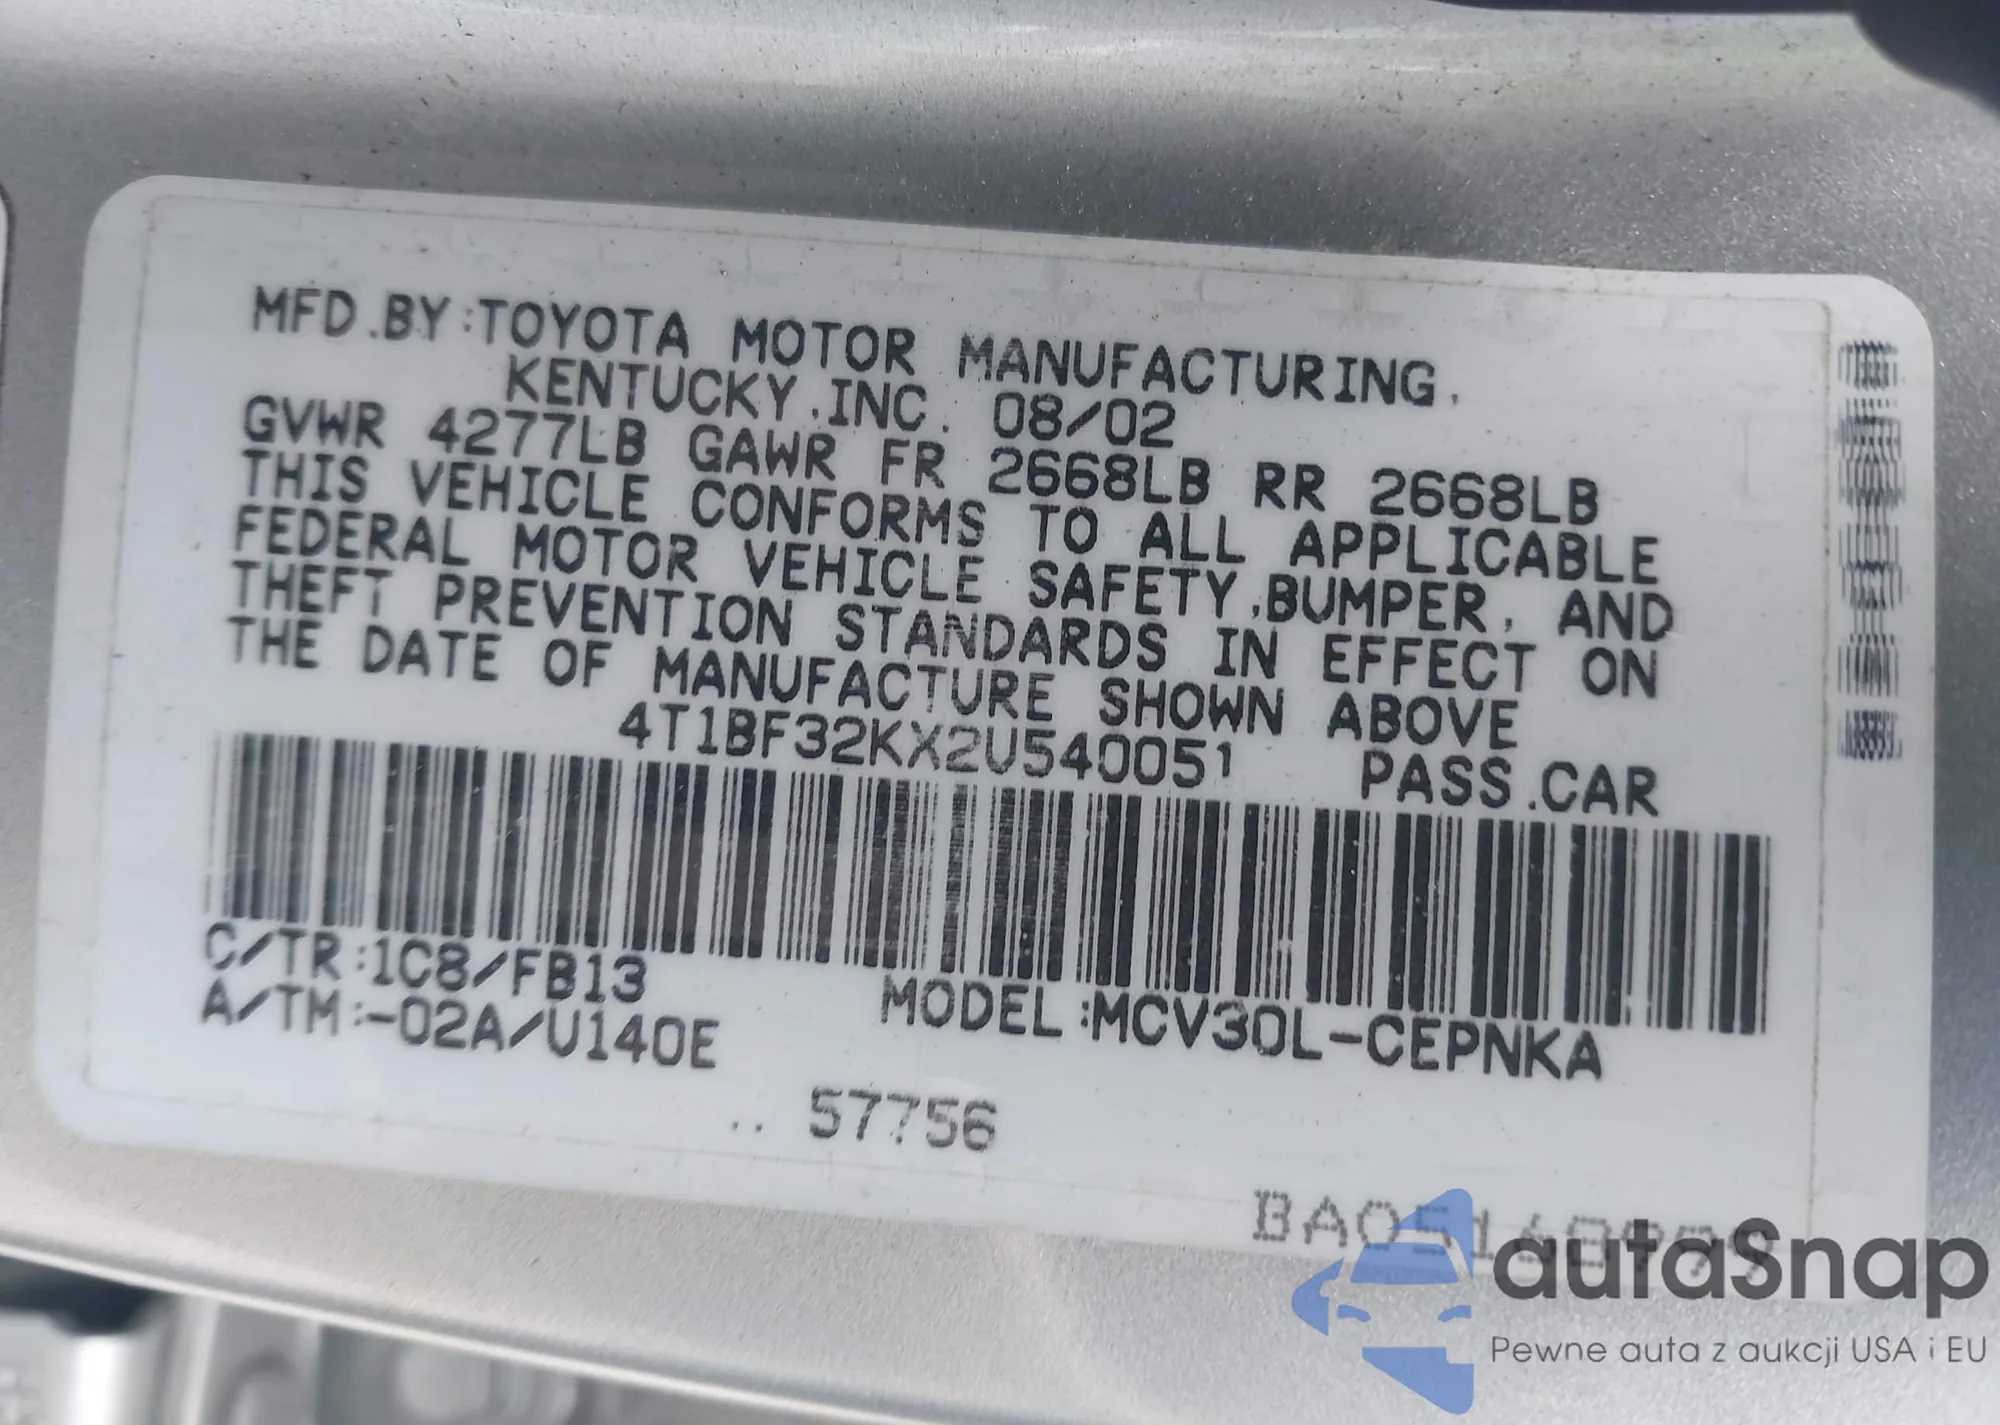 MFD.BY:TOYOTA MOTOR MANUFACTURING,
KENTUCKY,INC. 08/02
GVWR 4277LB GAWR FR 2668LB RR 2668LB
THIS VEHICLE CONFORMS TO ALL APPLICABLE
FEDERAL MOTOR VEHICLE SAFETY,BUMPER, AND
THEFT PREVENTION STANDARDS IN EFFECT ON
THE DATE OF MANUFACTURE SHOWN ABOVE
4T1BF32KX2U540051 PASS.CAR
C/TR:1C8/FB13
A/TM:-02A/U140E
MODEL:MCV30L-CEPNKA
.. 57756
autaSnap
Pewne auta z aukcji USA i EU